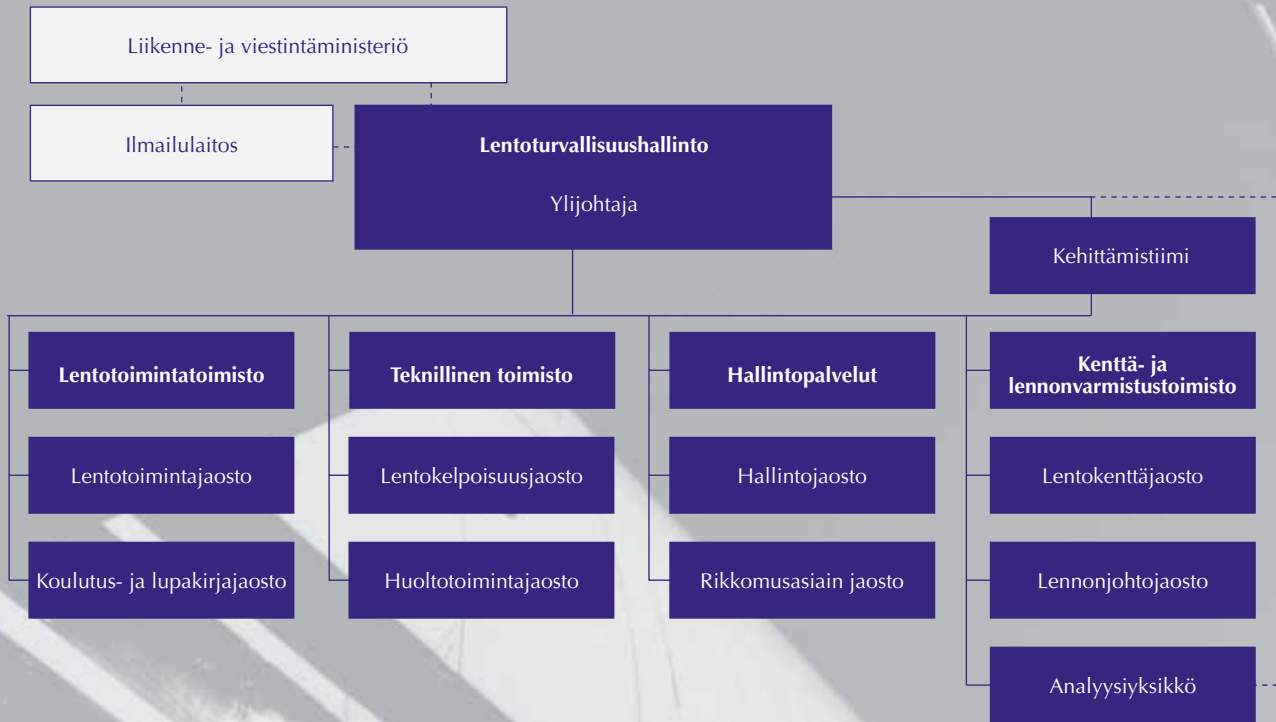 Liikenne- ja viestintäministeriö
Ilmailulaitos
Lentoturvallisuushallinto
Ylijohtaja
Kehittämistiimi
Lentotoimintatoimisto
Lentotoimintajaosto
Koulutus- ja lupakirjajaosto
Teknillinen toimisto
Lentokelpoisuusjaosto
Huoltotoimintajaosto
Hallintopalvelut
Hallintojaosto
Rikkomusasiain jaosto
Kenttä- ja
lennonvarmistustoimisto
Lentokenttäjaosto
Lennonjohtojaosto
Analyysiyksikkö